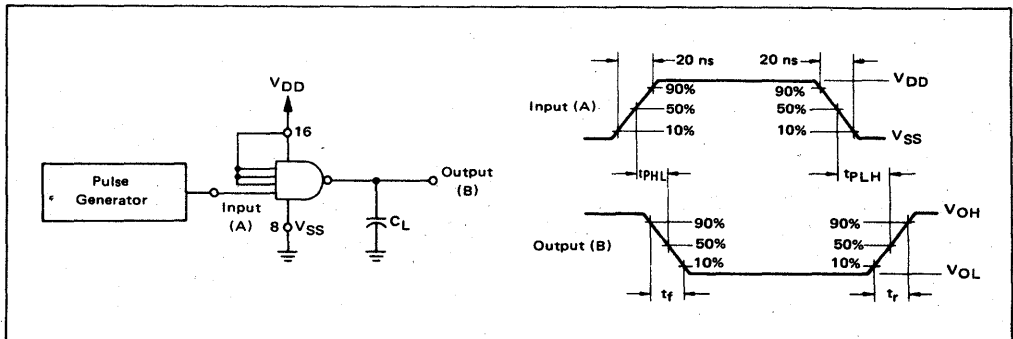 VDD
16
Pulse
Generator
Input
(A)
8
VSS
CL
Output
(B)
20 ns
20 ns
VDD
Input (A)
90%
50%
10%
90%
50%
10%
VSS
tPHL
tPLH
VOH
Output (B)
90%
50%
10%
90%
50%
10%
VOL
tf
tr